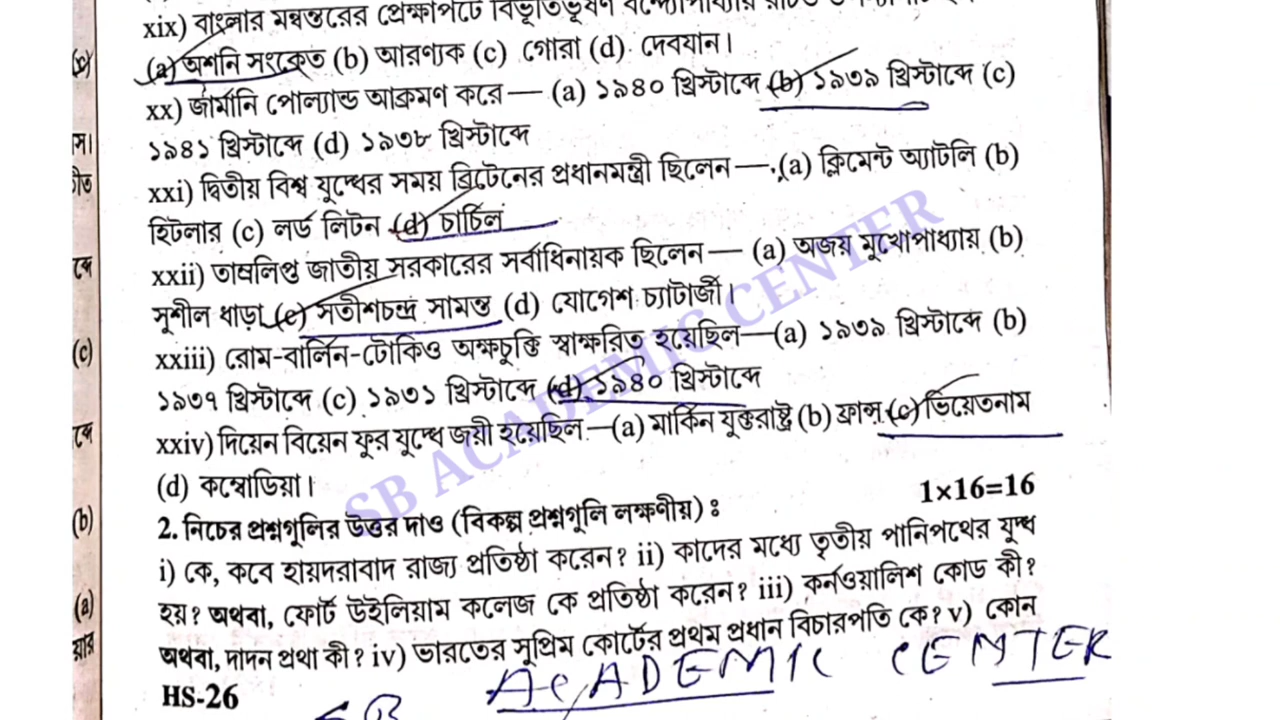 xix) বাংলার মন্বন্তরের প্রেক্ষাপটে বিভূতিভূষণ বন্দ্যোপাধ্যায়
(a) অশনি সংকেত (b) আরণ্যক (c) গোরা (d) দেবযান।
xx) জার্মানি পোল্যান্ড আক্রমণ করে— (a) ১৯৪০ খ্রিস্টাব্দে (b) ১৯৩৯ খ্রিস্টাব্দে (c)
১৯৪১ খ্রিস্টাব্দে (d) ১৯৩৮ খ্রিস্টাব্দে
xxi) দ্বিতীয় বিশ্ব যুদ্ধের সময় ব্রিটেনের প্রধানমন্ত্রী ছিলেন—(a) ক্লিমেন্ট অ্যাটলি (b)
হিটলার (c) লর্ড লিটন (d) চার্চিল
xxii) তাম্রলিপ্ত জাতীয় সরকারের সর্বাধিনায়ক ছিলেন— (a) অজয় মুখোপাধ্যায় (b)
সুশীল ধাড়া (c) সতীশচন্দ্র সামন্ত (d) যোগেশ চ্যাটার্জী।
xxiii) রোম-বার্লিন-টোকিও অক্ষচুক্তি স্বাক্ষরিত হয়েছিল—(a) ১৯৩৯ খ্রিস্টাব্দে (b)
১৯৩৭ খ্রিস্টাব্দে (c) ১৯৩১ খ্রিস্টাব্দে (d) ১৯৪০ খ্রিস্টাব্দে
xxiv) দিয়েন বিয়েন ফুর যুদ্ধে জয়ী হয়েছিল—(a) মার্কিন যুক্তরাষ্ট্র (b) ফ্রান্স (c) ভিয়েতনাম
(d) কম্বোডিয়া।
1×16=16
2. নিচের প্রশ্নগুলির উত্তর দাও (বিকল্প প্রশ্নগুলি লক্ষণীয়) :
i) কে, কবে হায়দরাবাদ রাজ্য প্রতিষ্ঠা করেন? ii) কাদের মধ্যে তৃতীয় পানিপথের যুদ্ধ
হয়? অথবা, ফোর্ট উইলিয়াম কলেজ কে প্রতিষ্ঠা করেন? iii) কর্নওয়ালিশ কোড কী?
অথবা, দাদন প্রথা কী? iv) ভারতের সুপ্রিম কোর্টের প্রথম প্রধান বিচারপতি কে? v) কোন
HS-26
SB ACADEMIC CENTER
SB ACADEMIC CENTER
(c)
(b)
(a)
য়ার